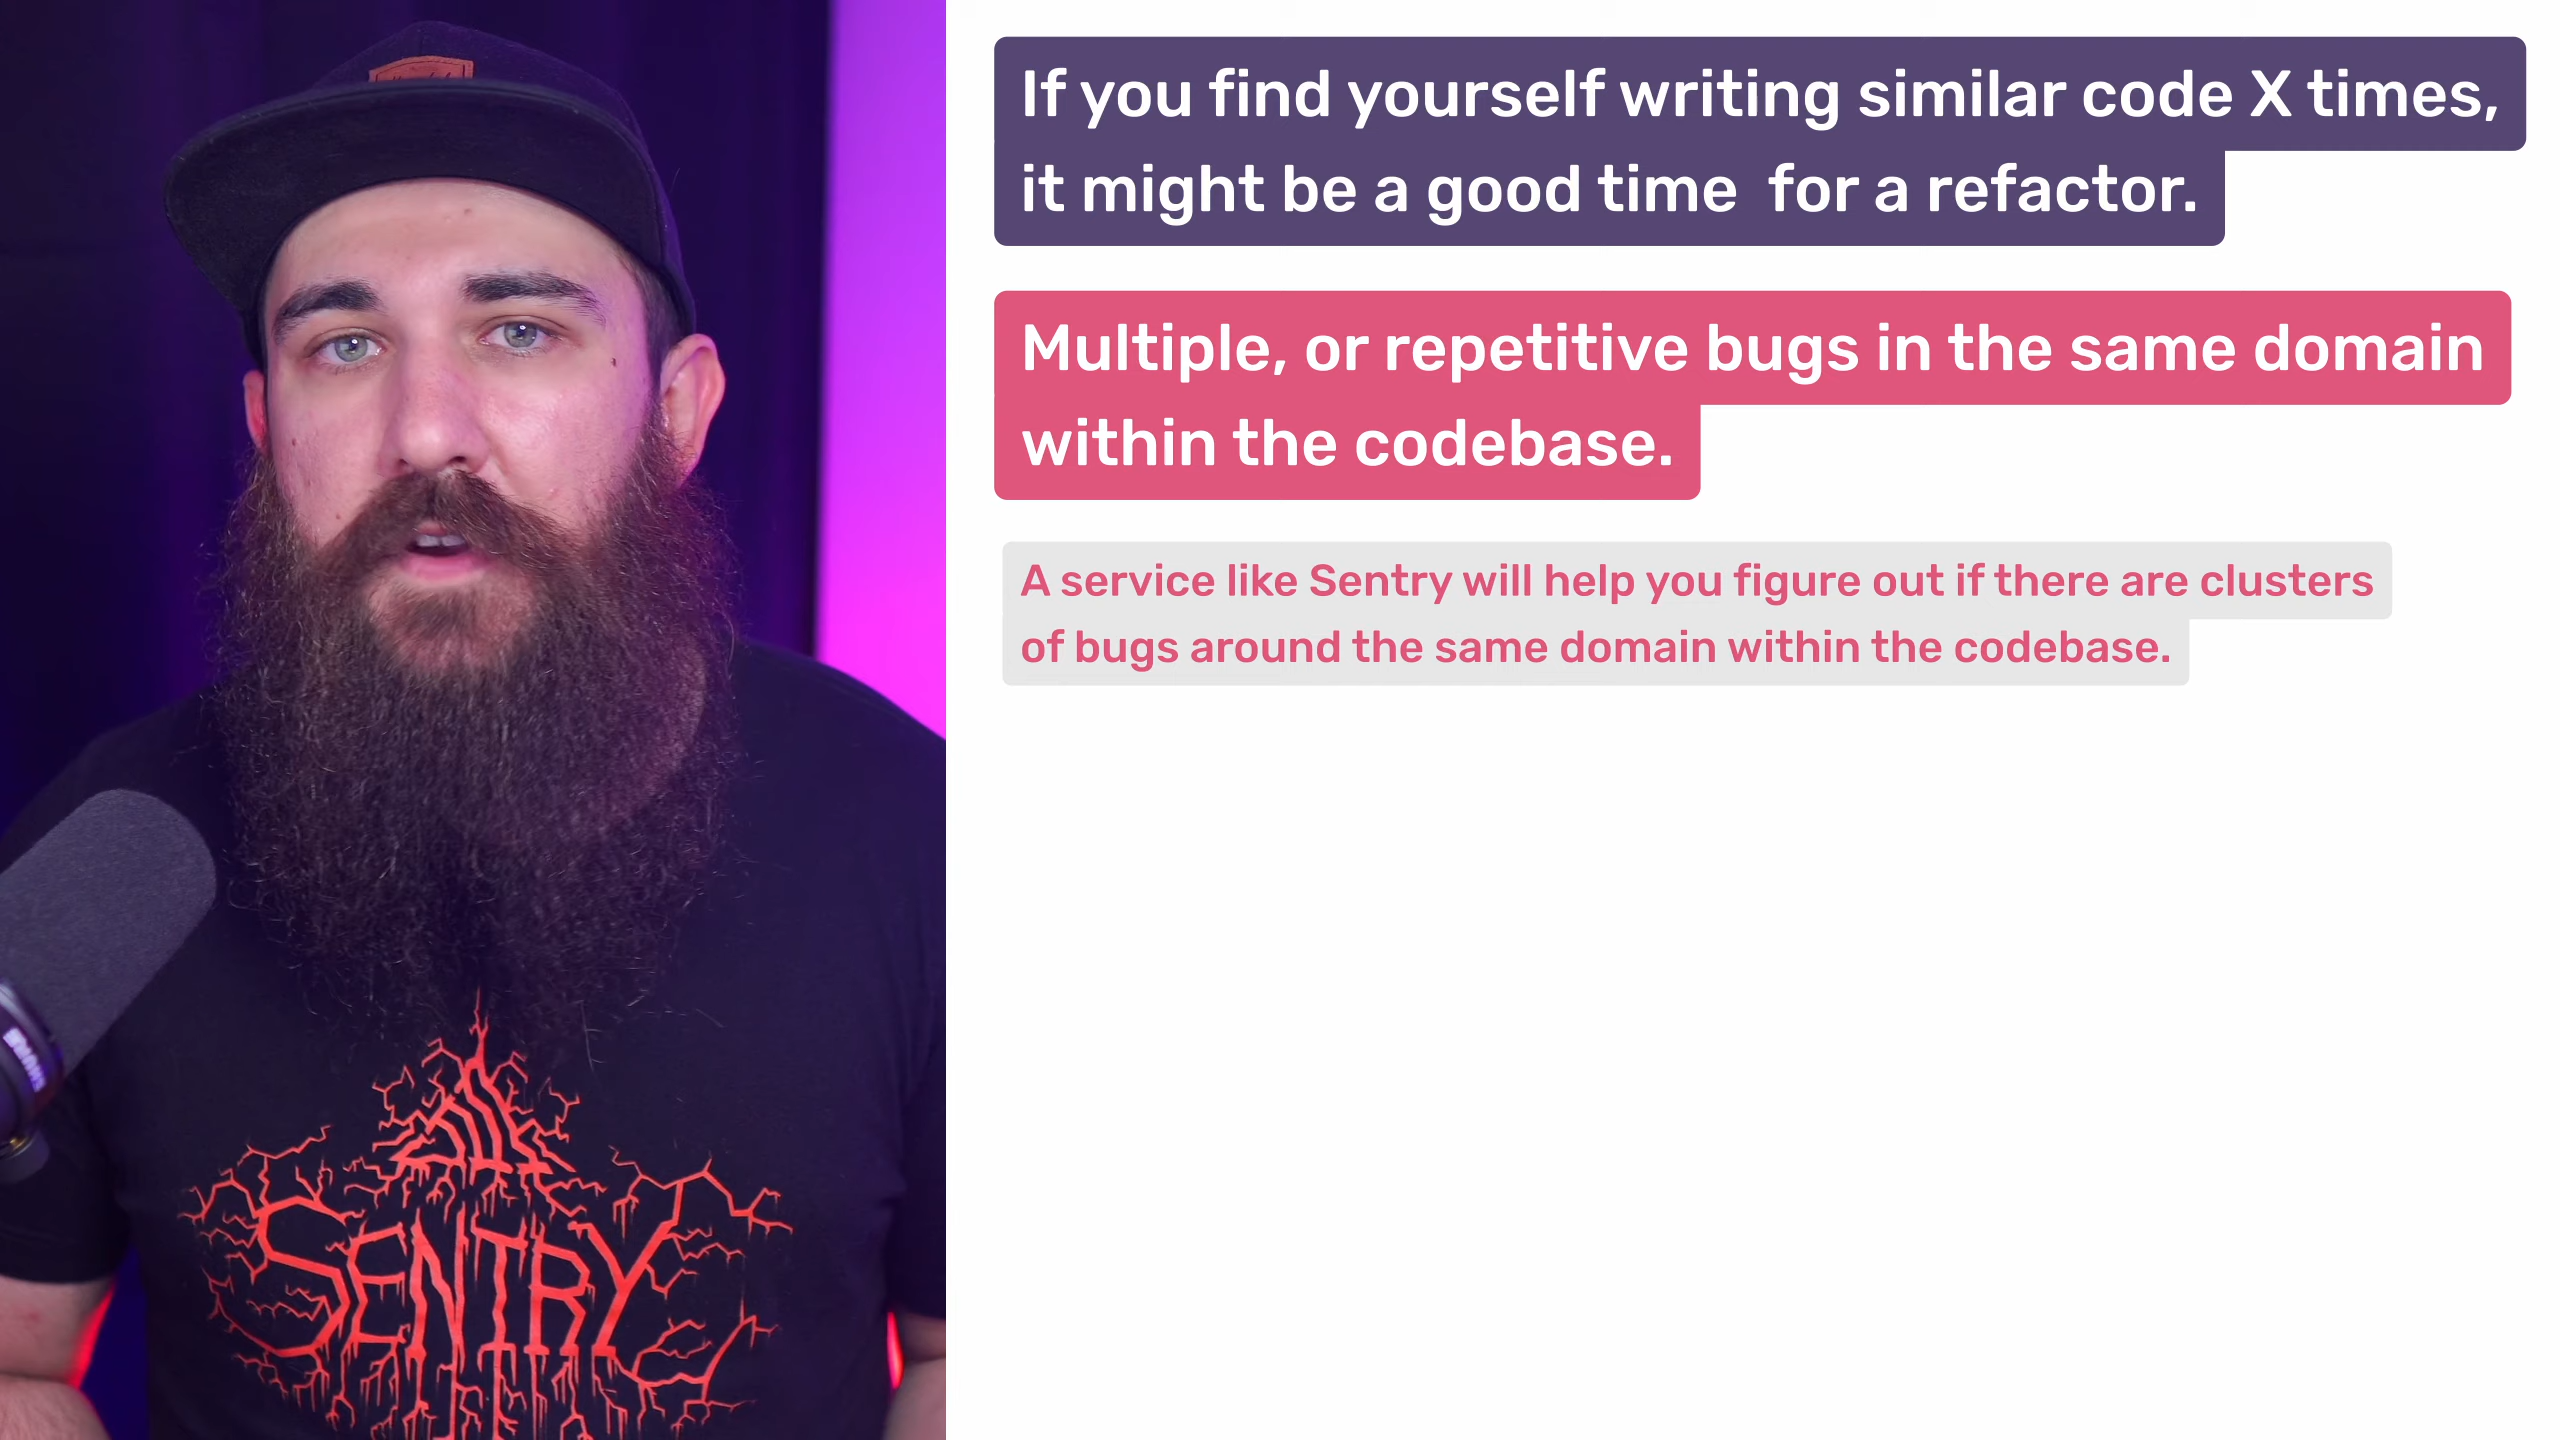 If you find yourself writing similar code X times,
it might be a good time for a refactor.
Multiple, or repetitive bugs in the same domain
within the codebase.
A service like Sentry will help you figure out if there are clusters
of bugs around the same domain within the codebase.
SHURE
SENTRY